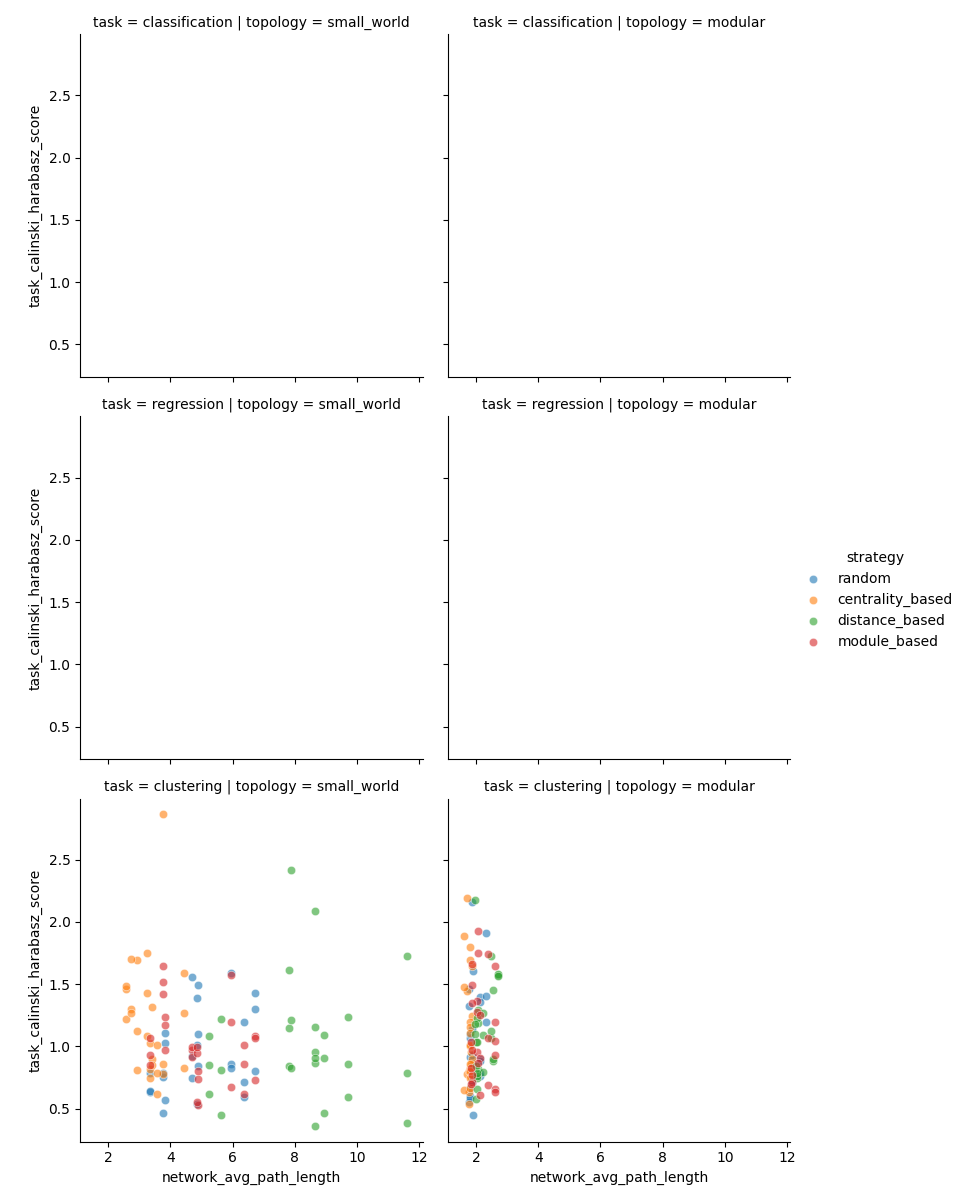 task = classification | topology = small_world
task = classification | topology = modular
task_calinski_harabasz_score
2.5
2.0
1.5
1.0
0.5
task = regression | topology = small_world
task = regression | topology = modular
task_calinski_harabasz_score
2.5
2.0
1.5
1.0
0.5
strategy
random
centrality_based
distance_based
module_based
task = clustering | topology = small_world
task = clustering | topology = modular
task_calinski_harabasz_score
2.5
2.0
1.5
1.0
0.5
2 4 6 8 10 12
network_avg_path_length
2 4 6 8 10 12
network_avg_path_length